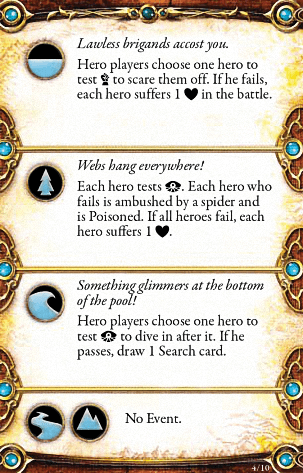 Lawless brigands accost you.
Hero players choose one hero to
test to scare them off. If he fails,
each hero suffers 1 in the battle.
Webs hang everywhere!
Each hero tests . Each hero who
fails is ambushed by a spider and
is Poisoned. If all heroes fail, each
hero suffers 1 .
Something glimmers at the bottom
of the pool!
Hero players choose one hero to
test to dive in after it. If he
passes, draw 1 Search card.
No Event.
4/10